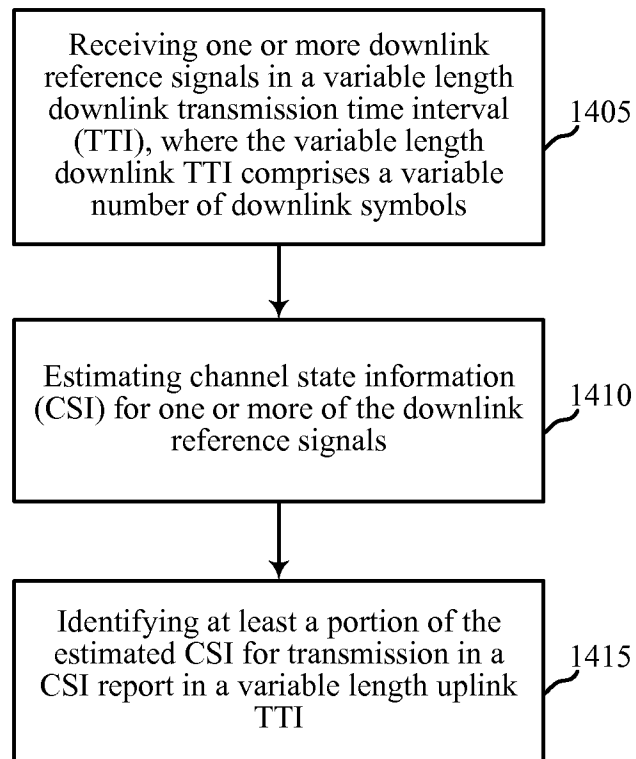 Receiving one or more downlink
reference signals in a variable length
downlink transmission time interval
(TTI), where the variable length
downlink TTI comprises a variable
number of downlink symbols
1405
Estimating channel state information
(CSI) for one or more of the downlink
reference signals
1410
Identifying at least a portion of the
estimated CSI for transmission in a
CSI report in a variable length uplink
TTI
1415